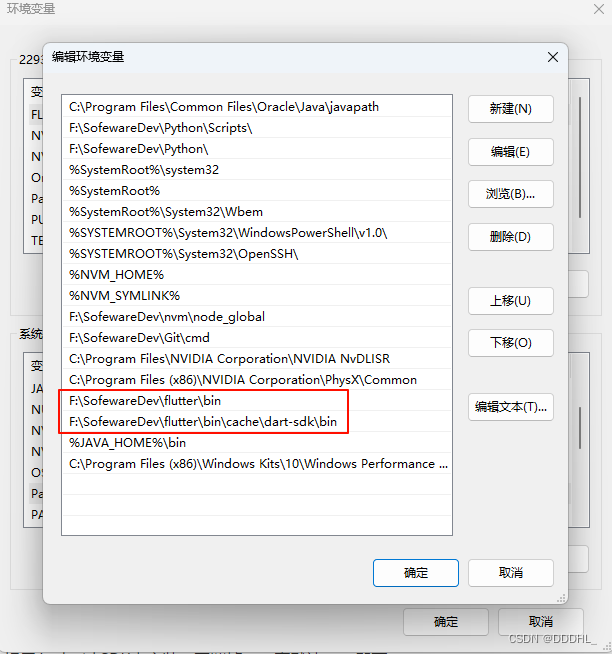 环境变量
编辑环境变量
C:\Program Files\Common Files\Oracle\Java\javapath
F:\SofewareDev\Python\Scripts\
F:\SofewareDev\Python\
%SystemRoot%\system32
%SystemRoot%
%SystemRoot%\System32\Wbem
%SYSTEMROOT%\System32\WindowsPowerShell\v1.0\
%SYSTEMROOT%\System32\OpenSSH\
%NVM_HOME%
%NVM_SYMLINK%
F:\SofewareDev\nvm\node_global
F:\SofewareDev\Git\cmd
C:\Program Files\NVIDIA Corporation\NVIDIA NvDLISR
C:\Program Files (x86)\NVIDIA Corporation\PhysX\Common
F:\SofewareDev\flutter\bin
F:\SofewareDev\flutter\bin\cache\dart-sdk\bin
%JAVA_HOME%\bin
C:\Program Files (x86)\Windows Kits\10\Windows Performance ...
新建(N)
编辑(E)
浏览(B)...
删除(D)
上移(U)
下移(O)
编辑文本(T)...
确定
取消
2293
变
FL
NV
NV
On
Pa
PU
TE
系统
变
JA
NU
NV
OS
Pa
PA
确定
取消
CSDN @DDDHL_